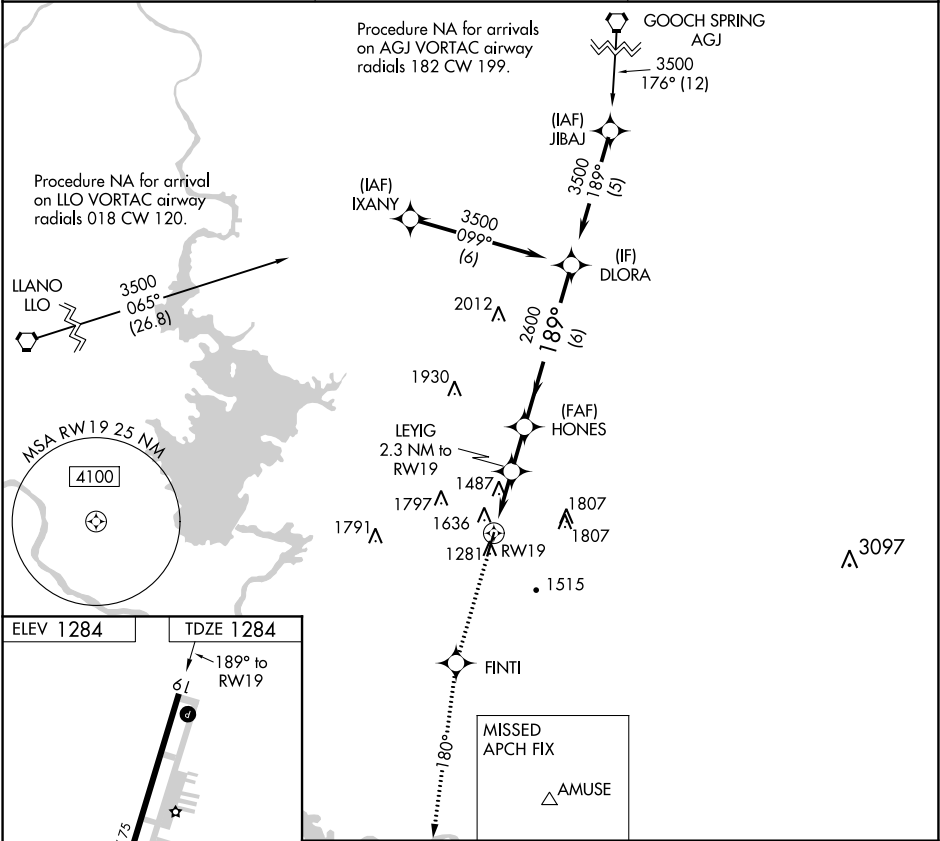 Procedure NA for arrivals
on AGJ VORTAC airway
radials 182 CW 199.
GOOCH SPRING
AGJ
3500
176° (12)
(IAF)
JIBAJ
3500
189°
(5)
Procedure NA for arrival
on LLO VORTAC airway
radials 018 CW 120.
(IAF)
IXANY
3500
099°
(6)
(IF)
DLORA
LLANO
LLO
3500
065°
(26.8)
2012
2600
189°
(6)
1930
(FAF)
HONES
LEYIG
2.3 NM to
RW19
MSA RW19 25 NM
4100
1487
1797
1636
1807
1807
1791
1281
RW19
3097
1515
ELEV 1284
TDZE 1284
189° to
RW19
19
P
75
FINTI
180°
MISSED
APCH FIX
AMUSE